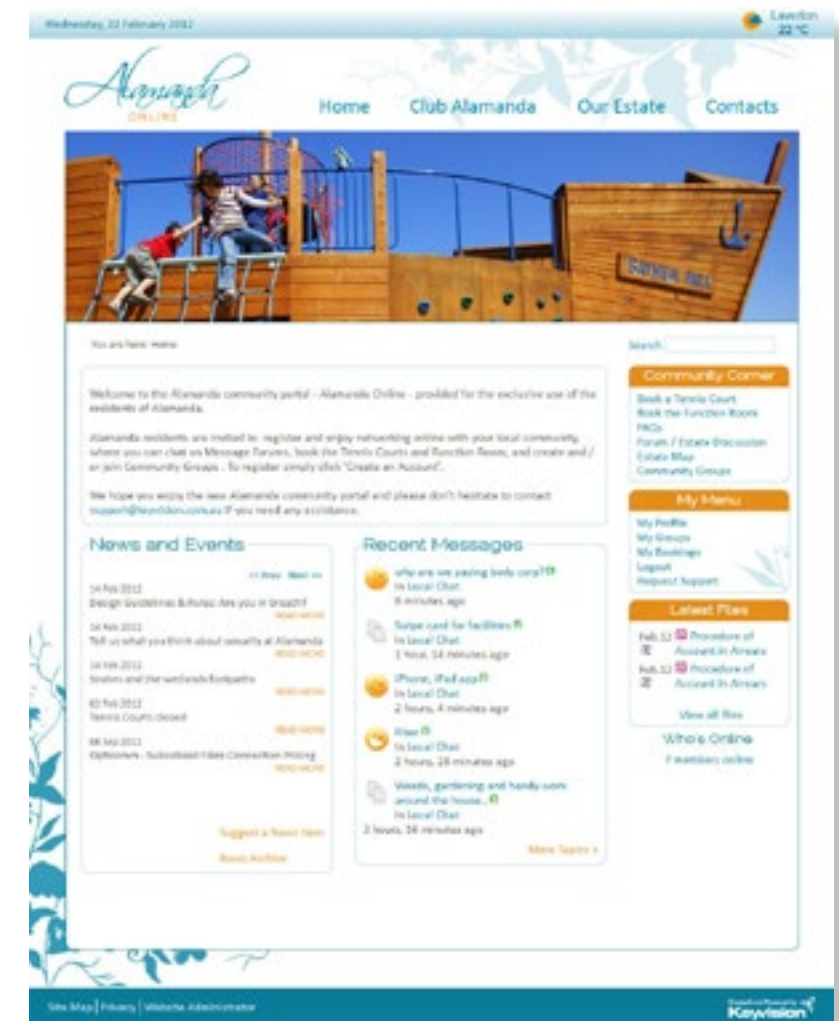 Wednesday, 22 February 2012
Laverton
22 °C
Alamanda
ONLINE
Home Club Alamanda Our Estate Contacts
You are here: Home
Search
Welcome to the Alamanda community portal - Alamanda Online - provided for the exclusive use of the
residents of Alamanda.
Alamanda residents are invited to register and enjoy networking online with your local community,
where you can chat on Message Forums, book the Tennis Courts and Function Room, and create and /
or join Community Groups . To register simply click 'Create an Account'.
We hope you enjoy the new Alamanda community portal and please don't hesitate to contact
support@keyvision.com.au if you need any assistance.
News and Events
<< Prev Next >>
14 Feb 2012
Design Guidelines & Rules: Are you in breach?
READ MORE
14 Feb 2012
Tell us what you think about security at Alamanda
READ MORE
14 Feb 2012
Snakes and the wetlands footpaths
READ MORE
02 Feb 2012
Tennis Courts closed
READ MORE
08 Sep 2011
Opticomm - Subsidised Fibre Connection Pricing
READ MORE
Suggest a News Item
News Archive
Recent Messages
why are we paying body corp?
In Local Chat
8 minutes ago
Swipe card for facilities
In Local Chat
1 hour, 14 minutes ago
iPhone, iPad app
In Local Chat
2 hours, 4 minutes ago
Fiber
In Local Chat
2 hours, 28 minutes ago
Weeds, gardening and handy work
around the house..
In Local Chat
2 hours, 56 minutes ago
More Topics »
Community Corner
Book a Tennis Court
Book the Function Room
FAQs
Forum / Estate Discussion
Estate Map
Community Groups
My Menu
My Profile
My Groups
My Bookings
Logout
Request Support
Latest Files
Feb.12 Procedure of
Account In Arrears
Feb.12 Procedure of
Account In Arrears
View all files
Who's Online
7 members online
Site Map | Privacy | Website Administrator
Keyvision